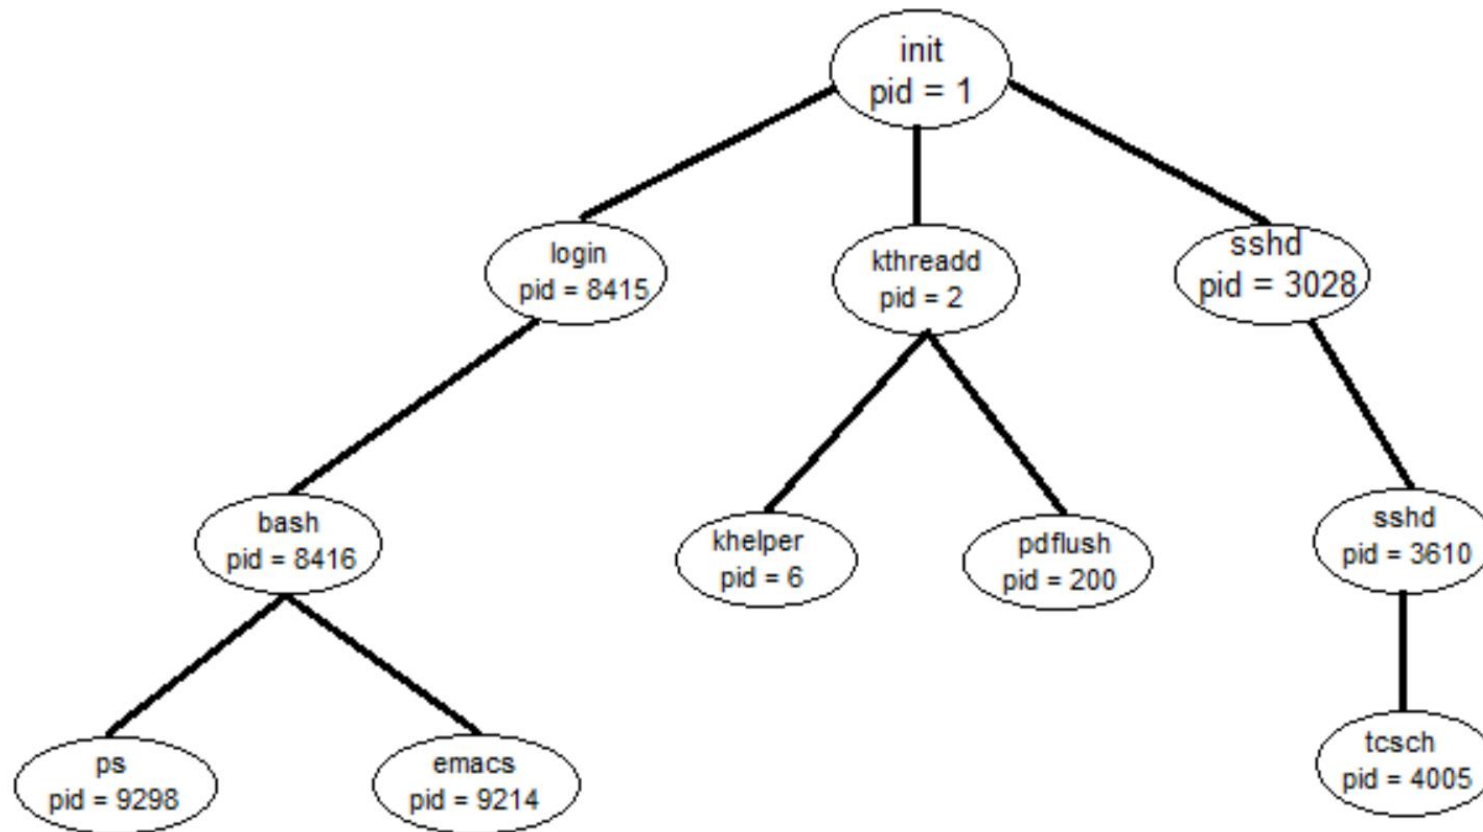 init
pid = 1
login
pid = 8415
kthreadd
pid = 2
sshd
pid = 3028
bash
pid = 8416
khelper
pid = 6
pdflush
pid = 200
sshd
pid = 3610
ps
pid = 9298
emacs
pid = 9214
tcsch
pid = 4005